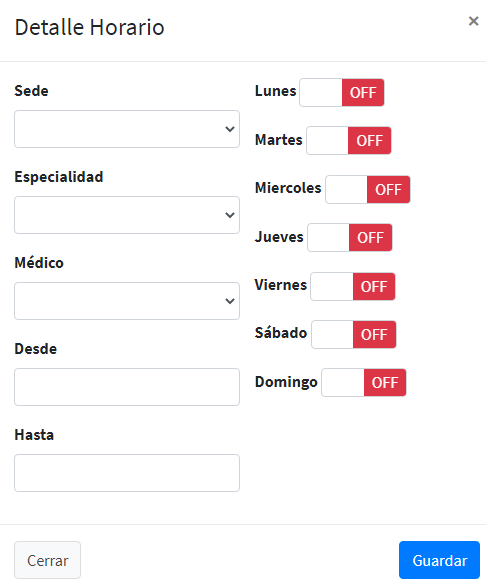 Detalle Horario ×
Sede
Especialidad
Médico
Desde
Hasta
Lunes OFF
Martes OFF
Miercoles OFF
Jueves OFF
Viernes OFF
Sábado OFF
Domingo OFF
Cerrar
Guardar